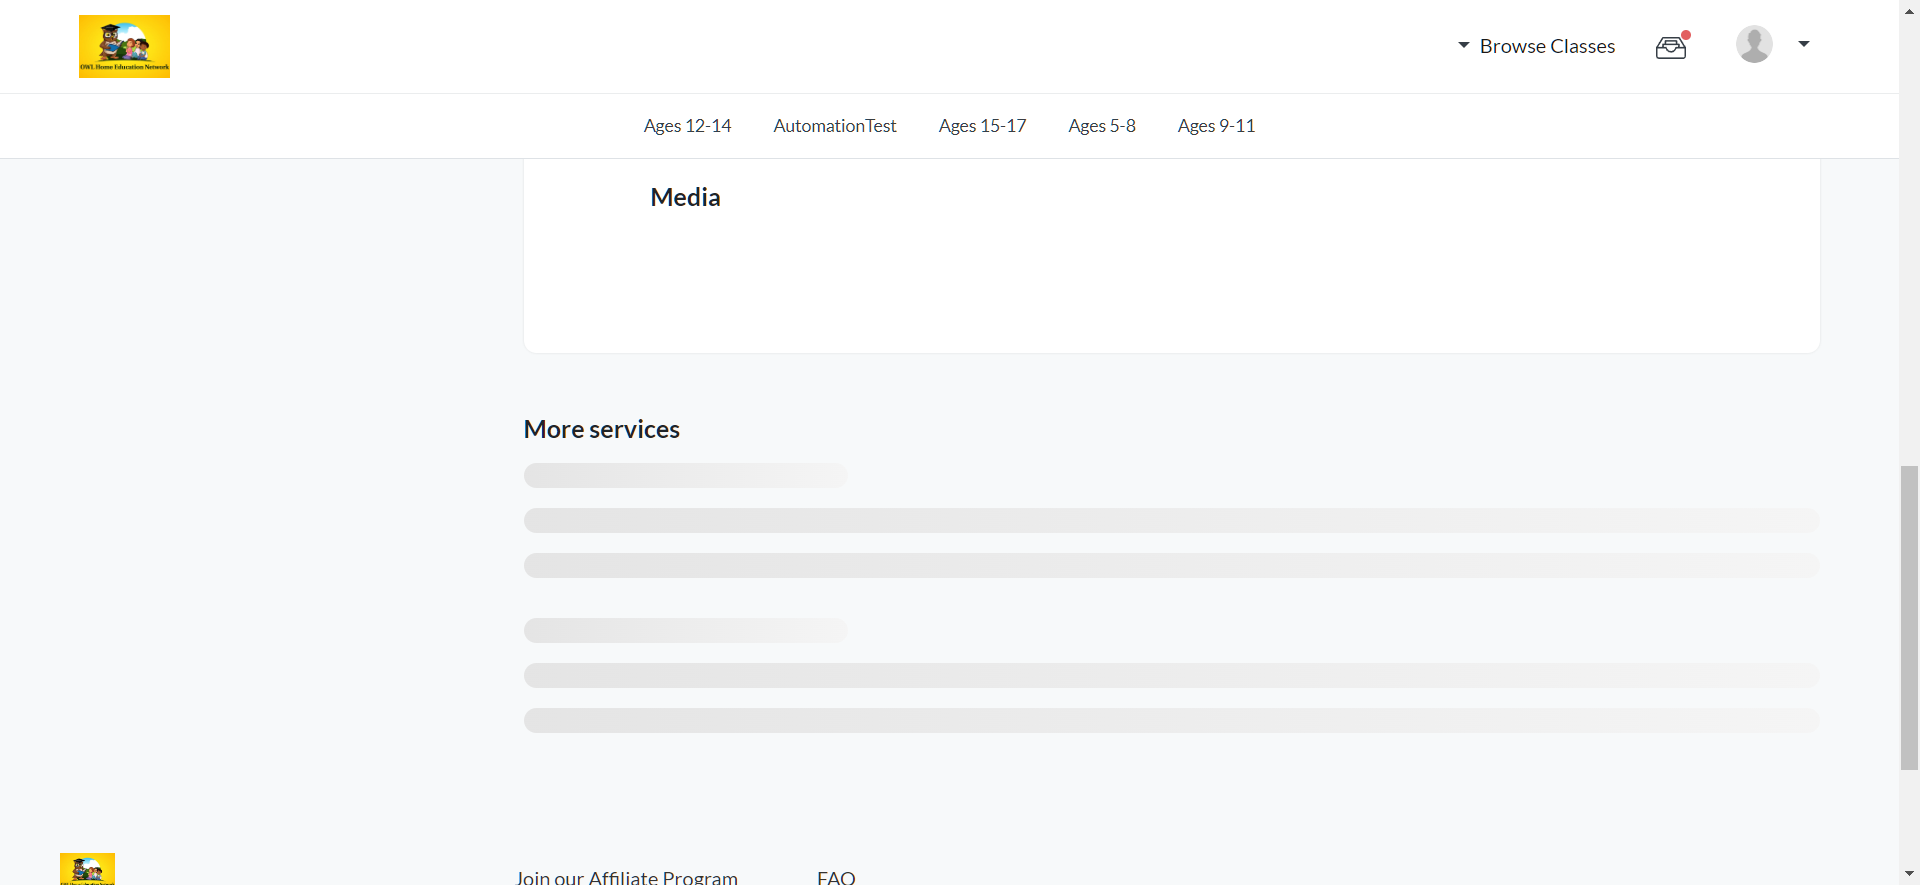 OWL Home Education Network
Browse Classes
Ages 12-14
AutomationTest
Ages 15-17
Ages 5-8
Ages 9-11
Media
More services
Join our Affiliate Program
FAQ